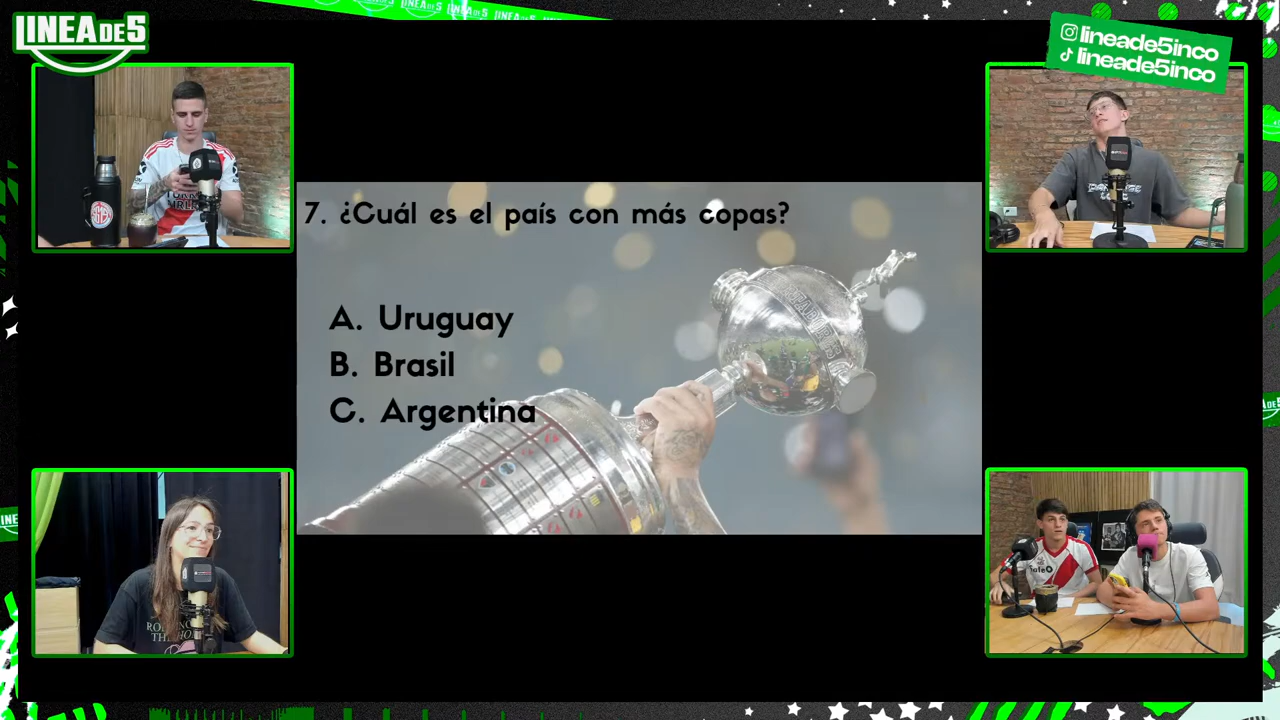 LINEA DE 5
lineade5inco
lineade5inco
7. ¿Cuál es el país con más copas?
A. Uruguay
B. Brasil
C. Argentina